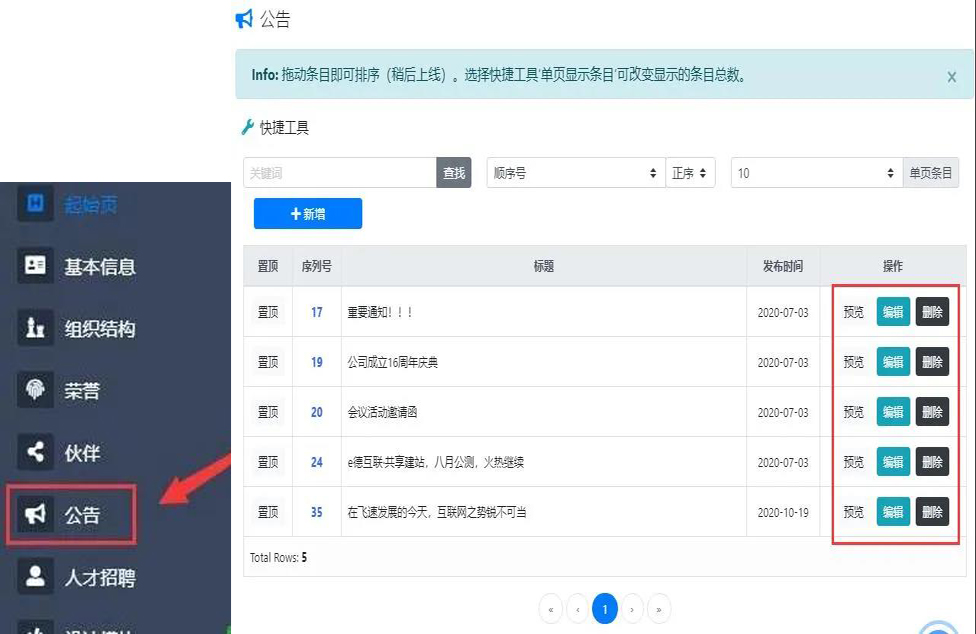 公告
Info: 拖动条目即可排序（稍后上线）。选择快捷工具'单页显示条目'可改变显示的条目总数。 x
快捷工具
关键词 查找 顺序号 正序 10 单页条目
+新增
置顶 序列号 标题 发布时间 操作
置顶 17 重要通知！！！ 2020-07-03 预览 编辑 删除
置顶 19 公司成立16周年庆典 2020-07-03 预览 编辑 删除
置顶 20 会议活动邀请函 2020-07-03 预览 编辑 删除
置顶 24 e德互联·共享建站，八月公测，火热继续 2020-07-03 预览 编辑 删除
置顶 35 在飞速发展的今天，互联网之势锐不可当 2020-10-19 预览 编辑 删除
Total Rows: 5
« ‹ 1 › »
起始页
基本信息
组织结构
荣誉
伙伴
公告
人才招聘